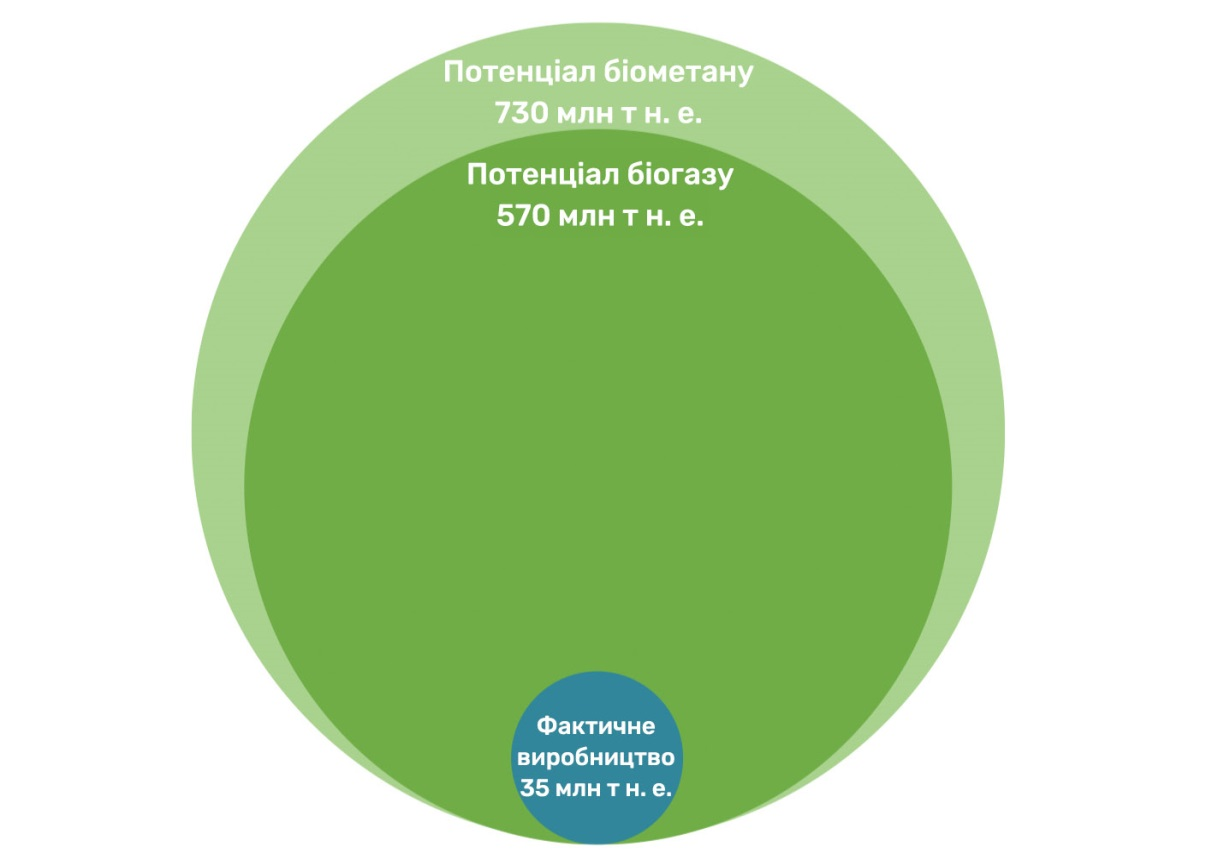 Потенціал біометану
730 млн т н. е.
Потенціал біогазу
570 млн т н. е.
Фактичне
виробництво
35 млн т н. е.